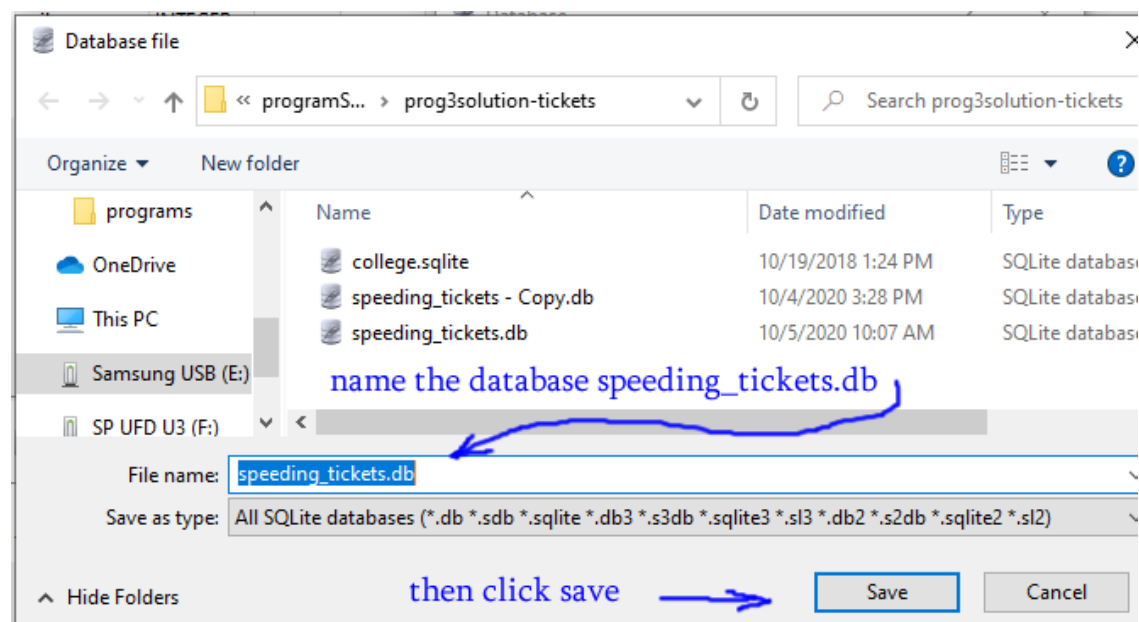 INTEGER
Database
Database file
« programS... › prog3solution-tickets
Search prog3solution-tickets
Organize
New folder
?
programs
OneDrive
This PC
Samsung USB (E:)
SP UFD U3 (F:)
Name Date modified Type
college.sqlite 10/19/2018 1:24 PM SQLite databas
speeding_tickets - Copy.db 10/4/2020 3:28 PM SQLite databas
speeding_tickets.db 10/5/2020 10:07 AM SQLite databas
name the database speeding_tickets.db
File name: speeding_tickets.db
Save as type: All SQLite databases (*.db *.sdb *.sqlite *.db3 *.s3db *.sqlite3 *.sl3 *.db2 *.s2db *.sqlite2 *.sl2)
then click save
Hide Folders
Save
Cancel